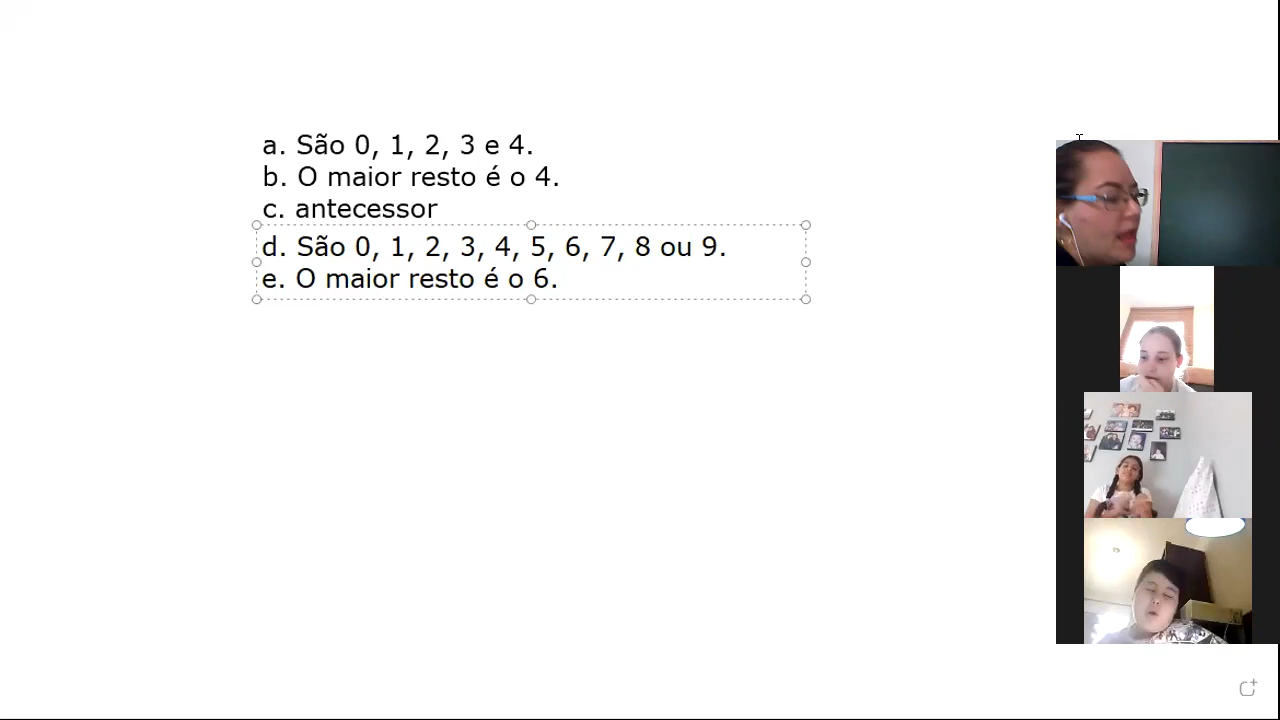 a. São 0, 1, 2, 3 e 4.
b. O maior resto é o 4.
c. antecessor
d. São 0, 1, 2, 3, 4, 5, 6, 7, 8 ou 9.
e. O maior resto é o 6.